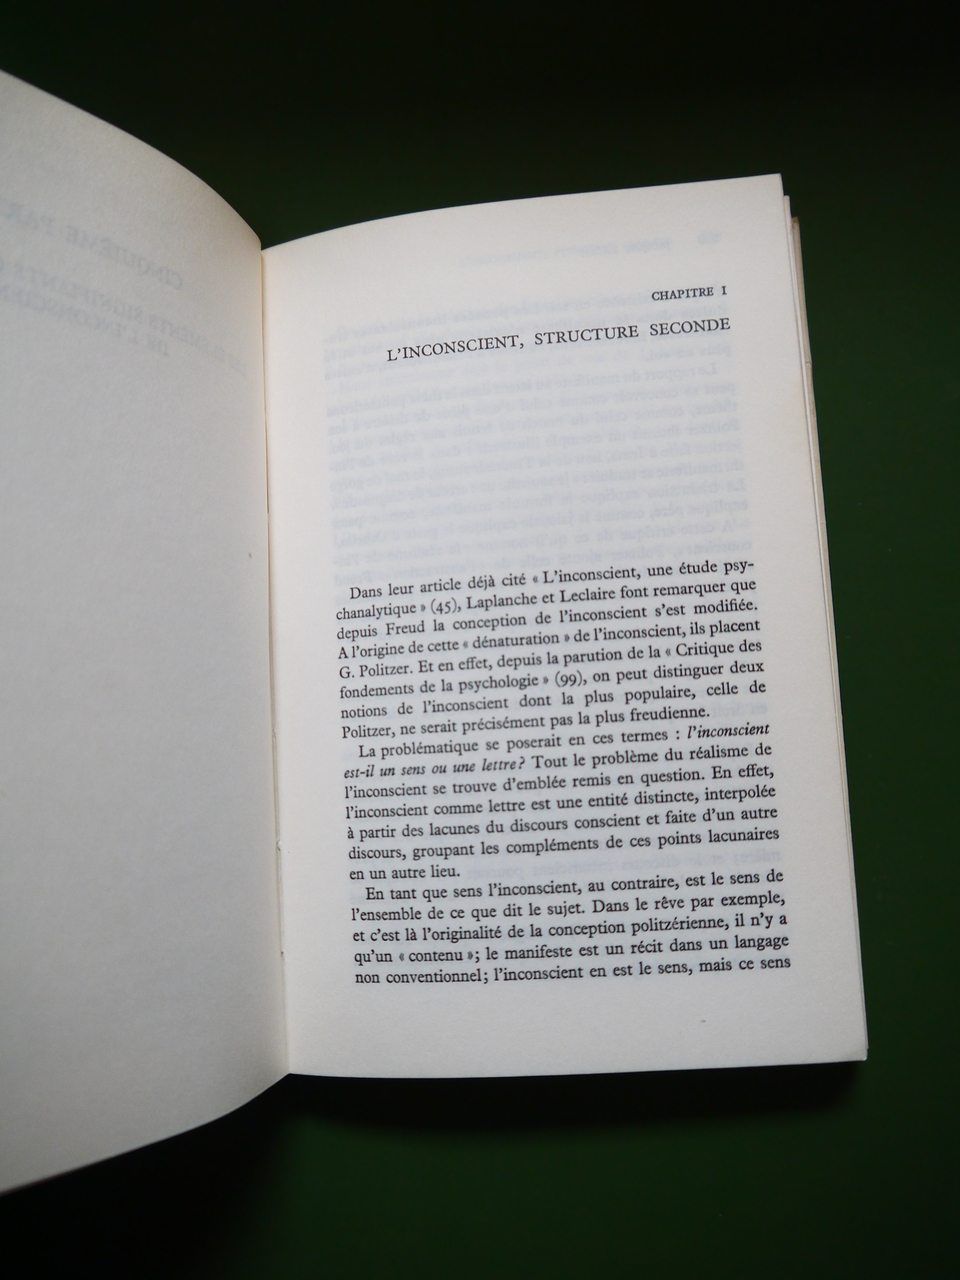 CHAPITRE I
L'INCONSCIENT, STRUCTURE SECONDE
Dans leur article déjà cité « L'inconscient, une étude psy-
chanalytique » (45), Laplanche et Leclaire font remarquer que
depuis Freud la conception de l'inconscient s'est modifiée.
A l'origine de cette « dénaturation » de l'inconscient, ils placent
G. Politzer. Et en effet, depuis la parution de la « Critique des
fondements de la psychologie » (99), on peut distinguer deux
notions de l'inconscient dont la plus populaire, celle de
Politzer, ne serait précisément pas la plus freudienne.
La problématique se poserait en ces termes : l'inconscient
est-il un sens ou une lettre? Tout le problème du réalisme de
l'inconscient se trouve d'emblée remis en question. En effet,
l'inconscient comme lettre est une entité distincte, interpolée
à partir des lacunes du discours conscient et faite d'un autre
discours, groupant les compléments de ces points lacunaires
en un autre lieu.
En tant que sens l'inconscient, au contraire, est le sens de
l'ensemble de ce que dit le sujet. Dans le rêve par exemple,
et c'est là l'originalité de la conception politzérienne, il n'y a
qu'un « contenu »; le manifeste est un récit dans un langage
non conventionnel; l'inconscient en est le sens, mais ce sens